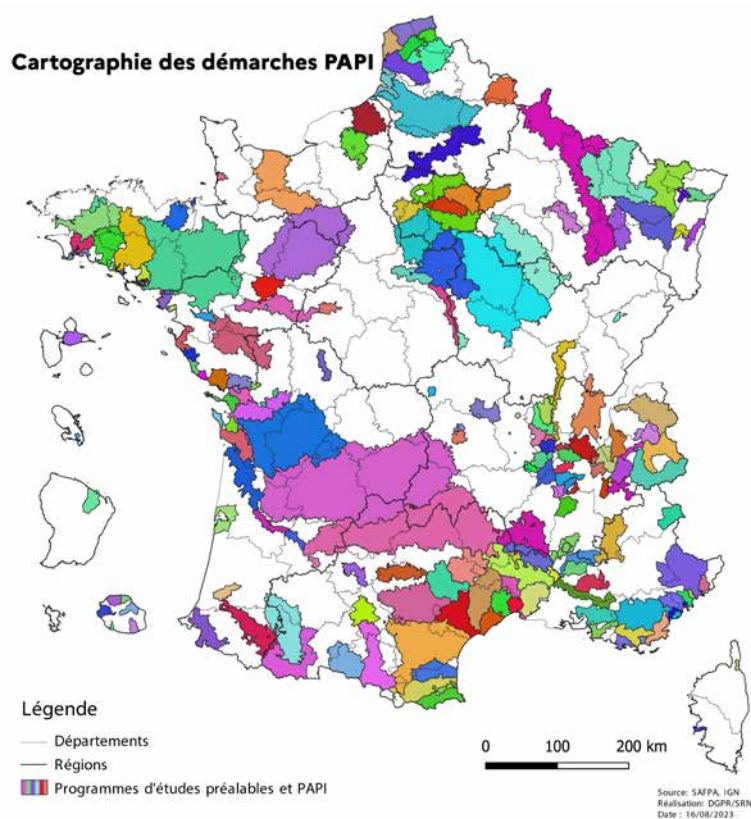 Cartographie des démarches PAPI
Légende
Départements
Régions
Programmes d'études préalables et PAPI
0 100 200 km
Source: SAFPA, IGN
Réalisation: DGPR/SRN
Date : 16/08/2023